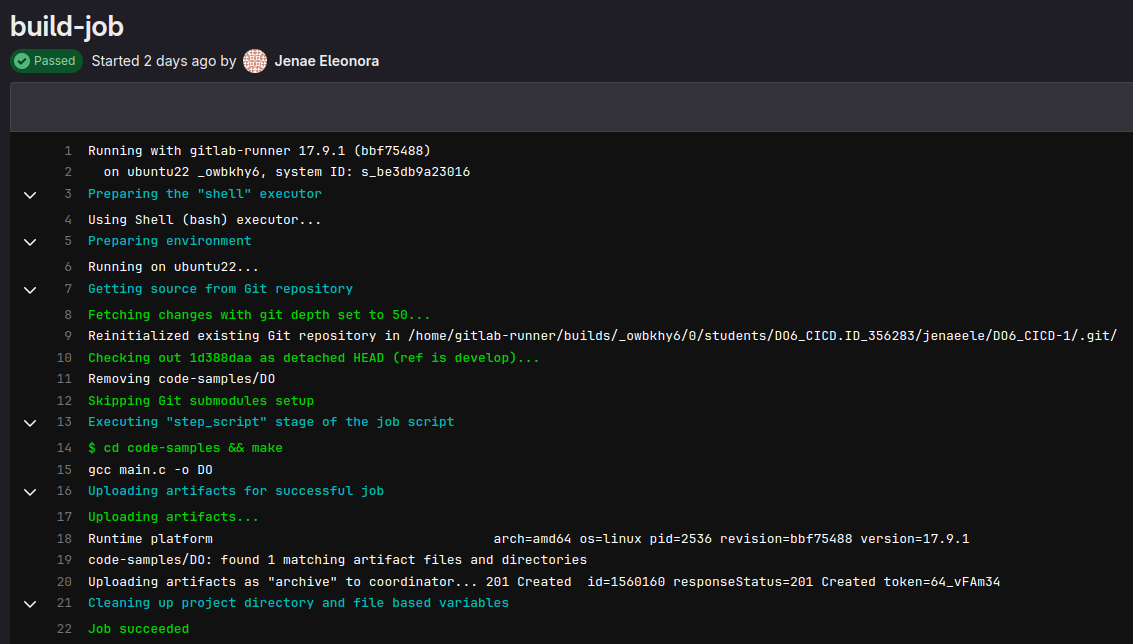 build-job
Passed Started 2 days ago by Jenae Eleonora
1 Running with gitlab-runner 17.9.1 (bbf75488)
2 on ubuntu22 _owbkhy6, system ID: s_be3db9a23016
3 Preparing the "shell" executor
4 Using Shell (bash) executor...
5 Preparing environment
6 Running on ubuntu22...
7 Getting source from Git repository
8 Fetching changes with git depth set to 50...
9 Reinitialized existing Git repository in /home/gitlab-runner/builds/_owbkhy6/0/students/DO6_CICD.ID_356283/jenaeele/DO6_CICD-1/.git/
10 Checking out 1d388daa as detached HEAD (ref is develop)...
11 Removing code-samples/DO
12 Skipping Git submodules setup
13 Executing "step_script" stage of the job script
14 $ cd code-samples && make
15 gcc main.c -o DO
16 Uploading artifacts for successful job
17 Uploading artifacts...
18 Runtime platform arch=amd64 os=linux pid=2536 revision=bbf75488 version=17.9.1
19 code-samples/DO: found 1 matching artifact files and directories
20 Uploading artifacts as "archive" to coordinator... 201 Created id=1560160 responseStatus=201 Created token=64_vFAm34
21 Cleaning up project directory and file based variables
22 Job succeeded